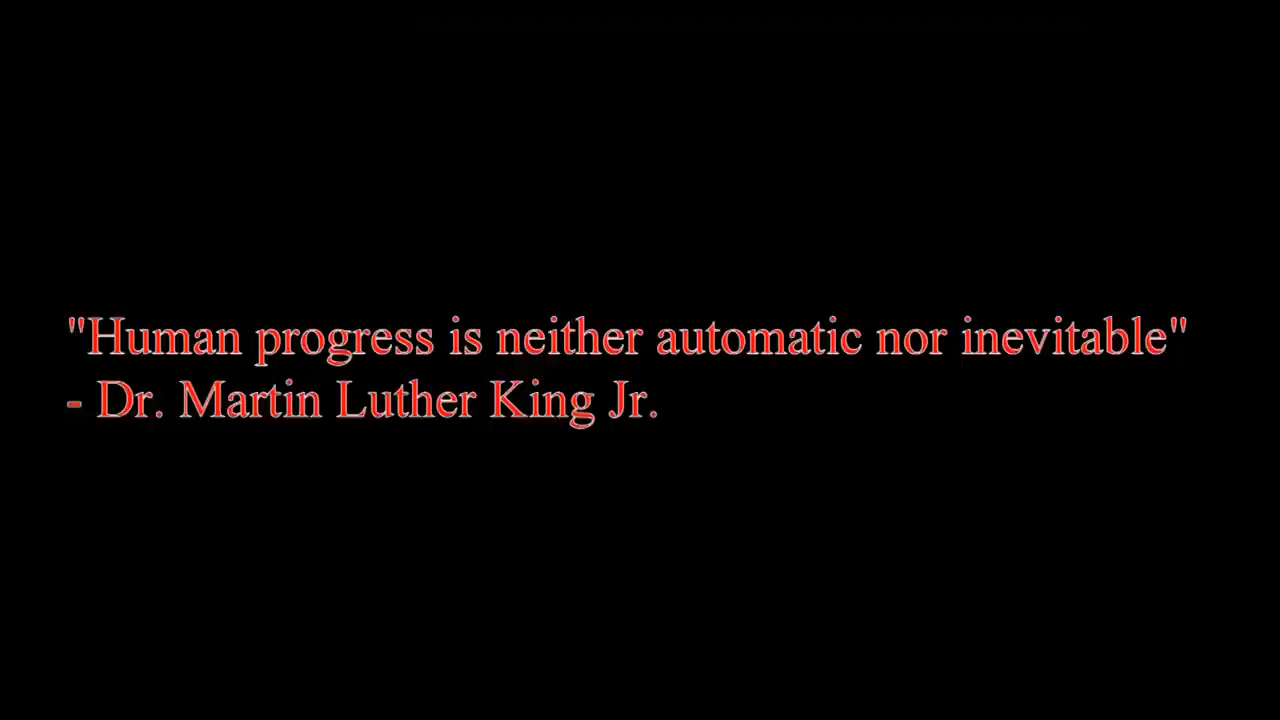 "Human progress is neither automatic nor inevitable"
- Dr. Martin Luther King Jr.